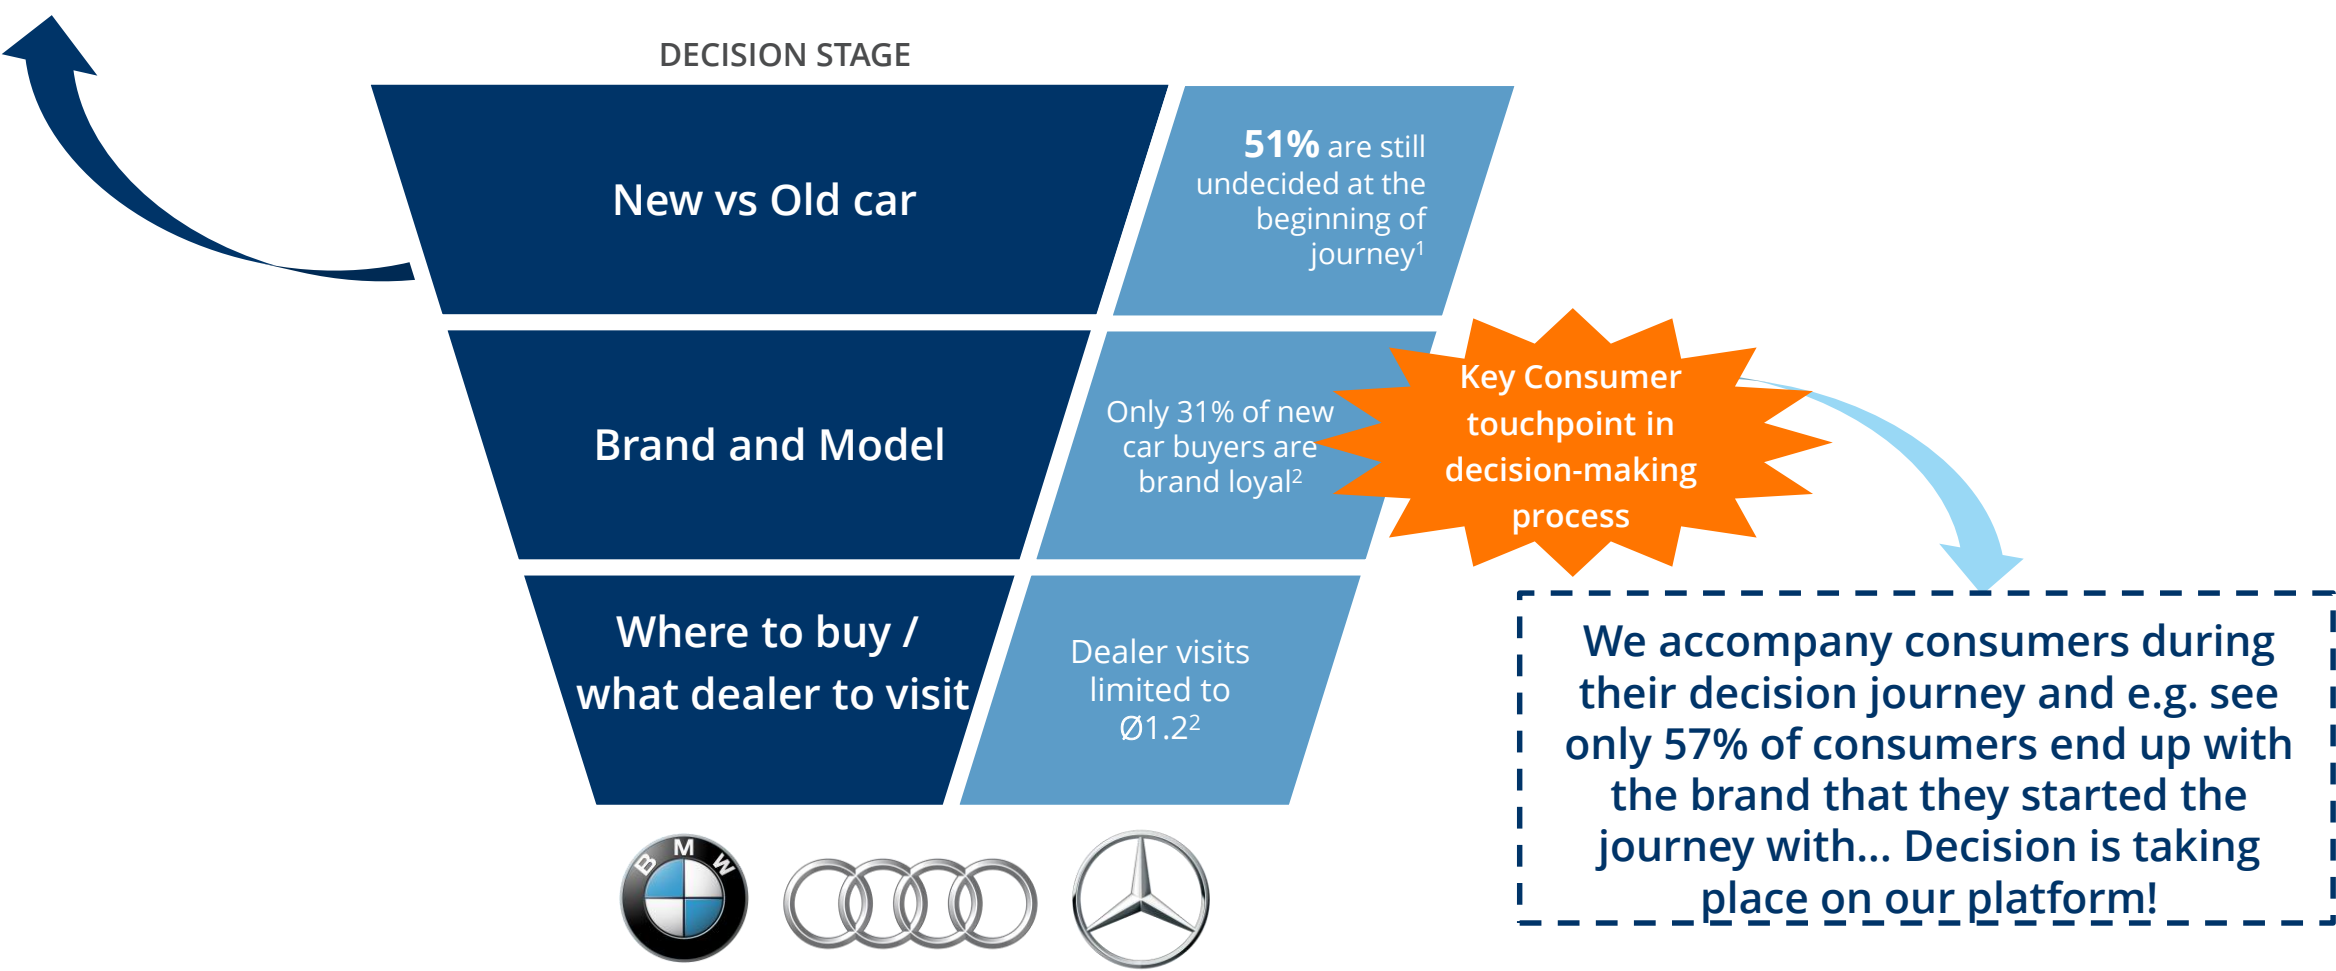 DECISION STAGE
New vs Old car
51% are still
undecided at the
beginning of
journey¹
Brand and Model
Only 31% of new
car buyers are
brand loyal²
Key Consumer
touchpoint in
decision-making
process
Where to buy /
what dealer to visit
Dealer visits
limited to
Ø1.2²
We accompany consumers during
their decision journey and e.g. see
only 57% of consumers end up with
the brand that they started the
journey with... Decision is taking
place on our platform!
BMW